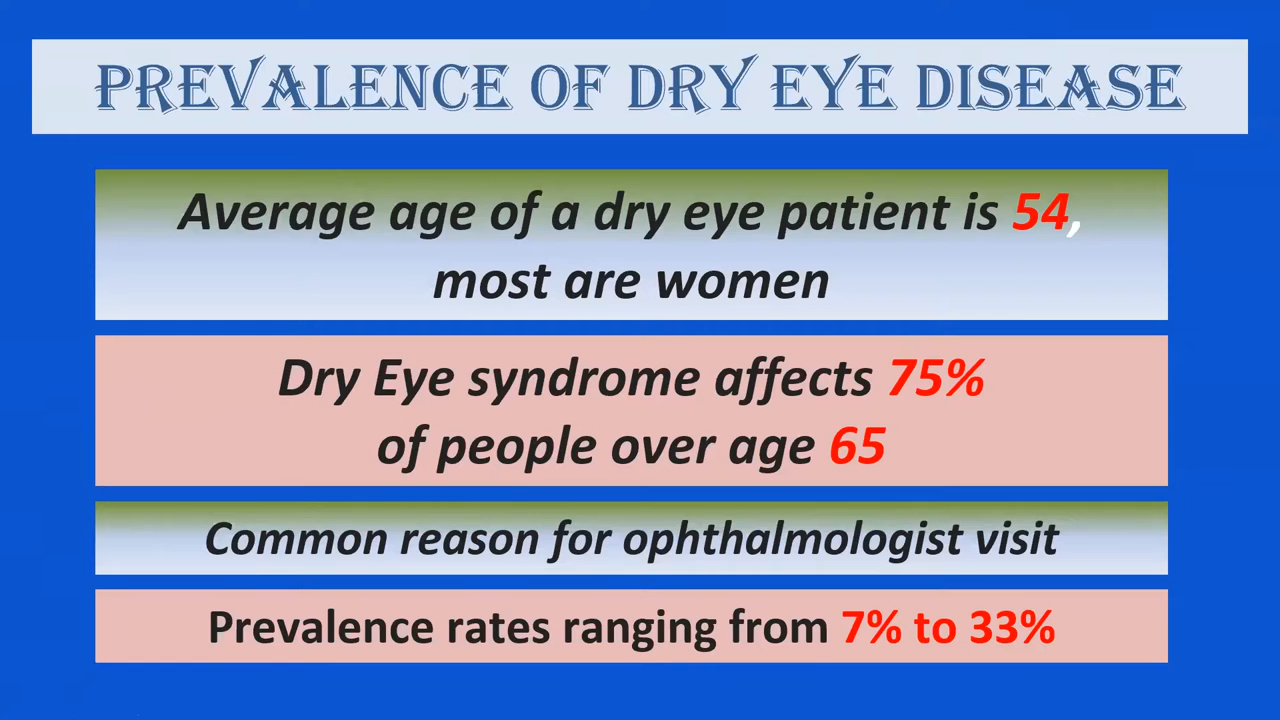 PREVALENCE OF DRY EYE DISEASE
Average age of a dry eye patient is 54,
most are women
Dry Eye syndrome affects 75%
of people over age 65
Common reason for ophthalmologist visit
Prevalence rates ranging from 7% to 33%